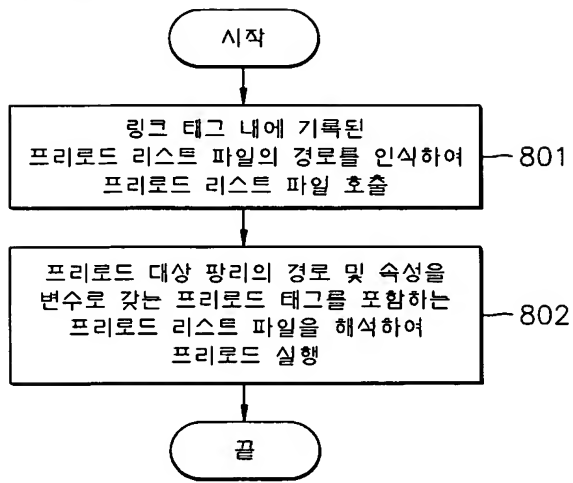 시작
링크 태그 내에 기록된
프리로드 리스트 파일의 경로를 인식하여
프리로드 리스트 파일 호출
801
프리로드 대상 팡리의 경로 및 속성을
변수로 갖는 프리로드 태그를 포함하는
프리로드 리스트 파일을 해석하여
프리로드 실행
802
끝